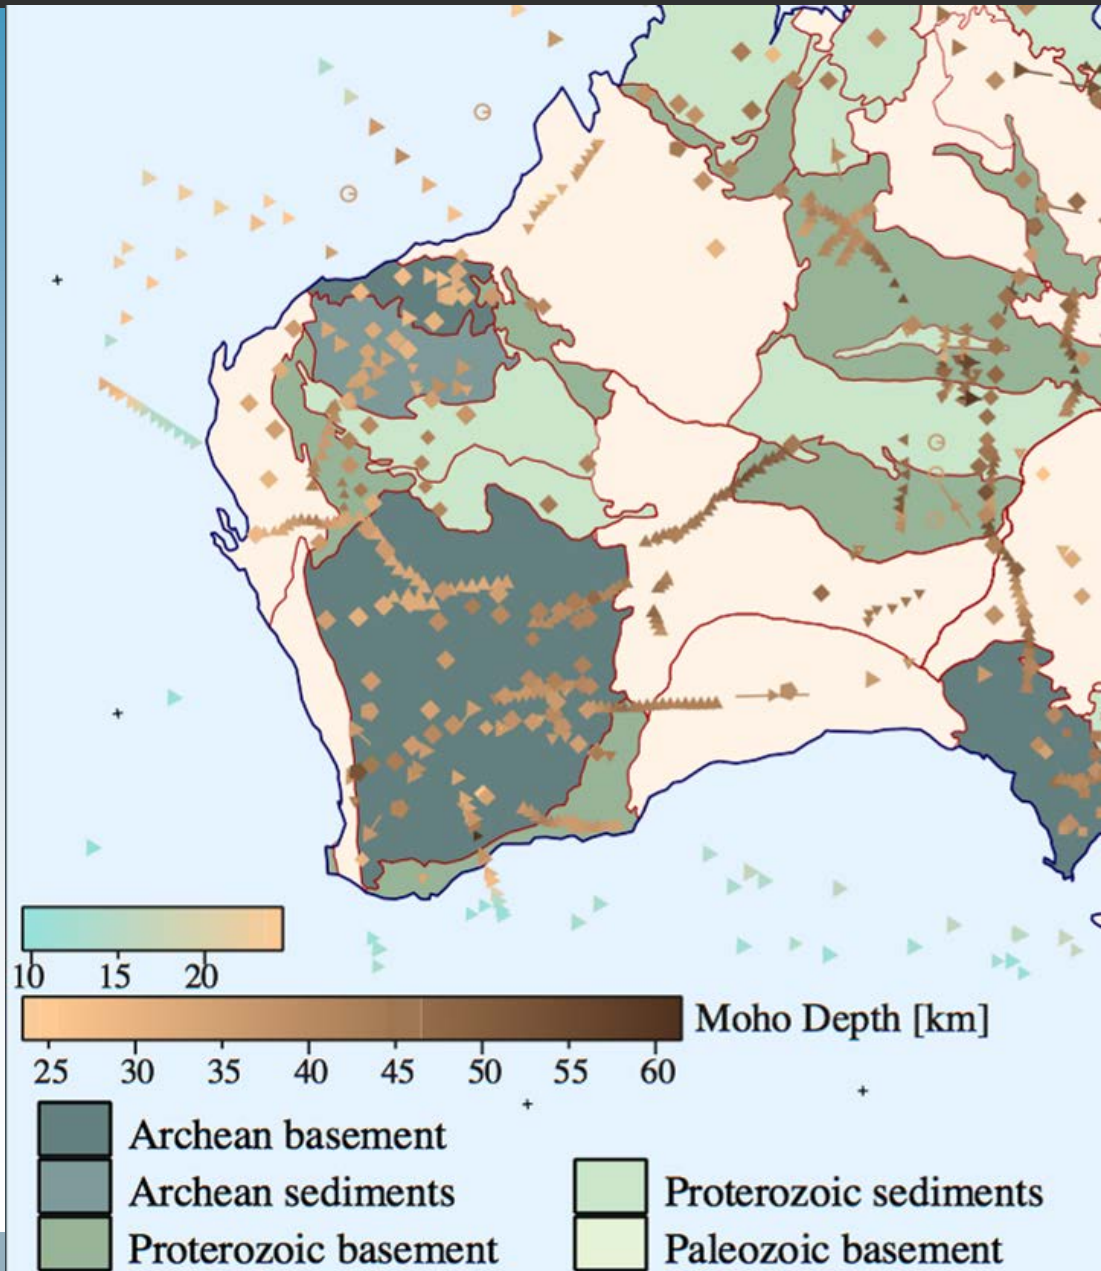 10 15 20
Moho Depth [km]
25 30 35 40 45 50 55 60
Archean basement
Archean sediments
Proterozoic sediments
Proterozoic basement
Paleozoic basement